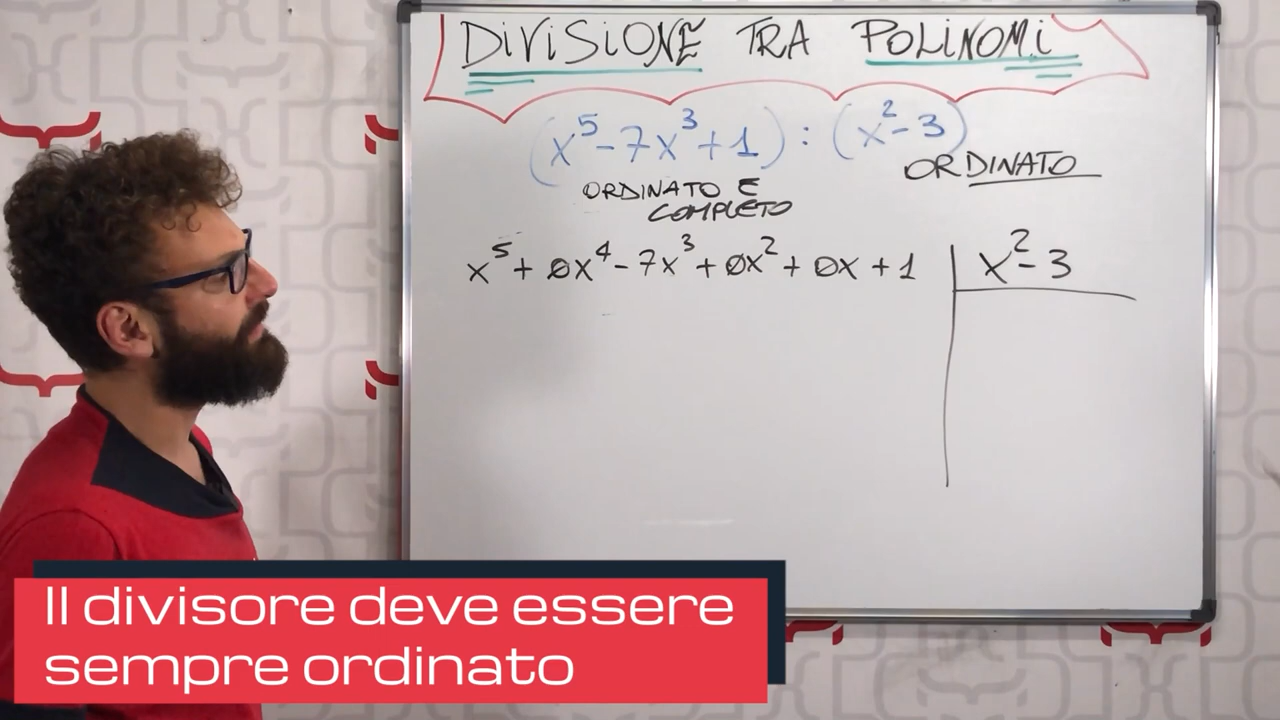 DIVISIONE TRA POLINOMI
(x⁵-7x³+1) : (x²-3)
ORDINATO E COMPLETO
ORDINATO
x⁵+0x⁴-7x³+0x²+0x+1 | x²-3
Il divisore deve essere
sempre ordinato